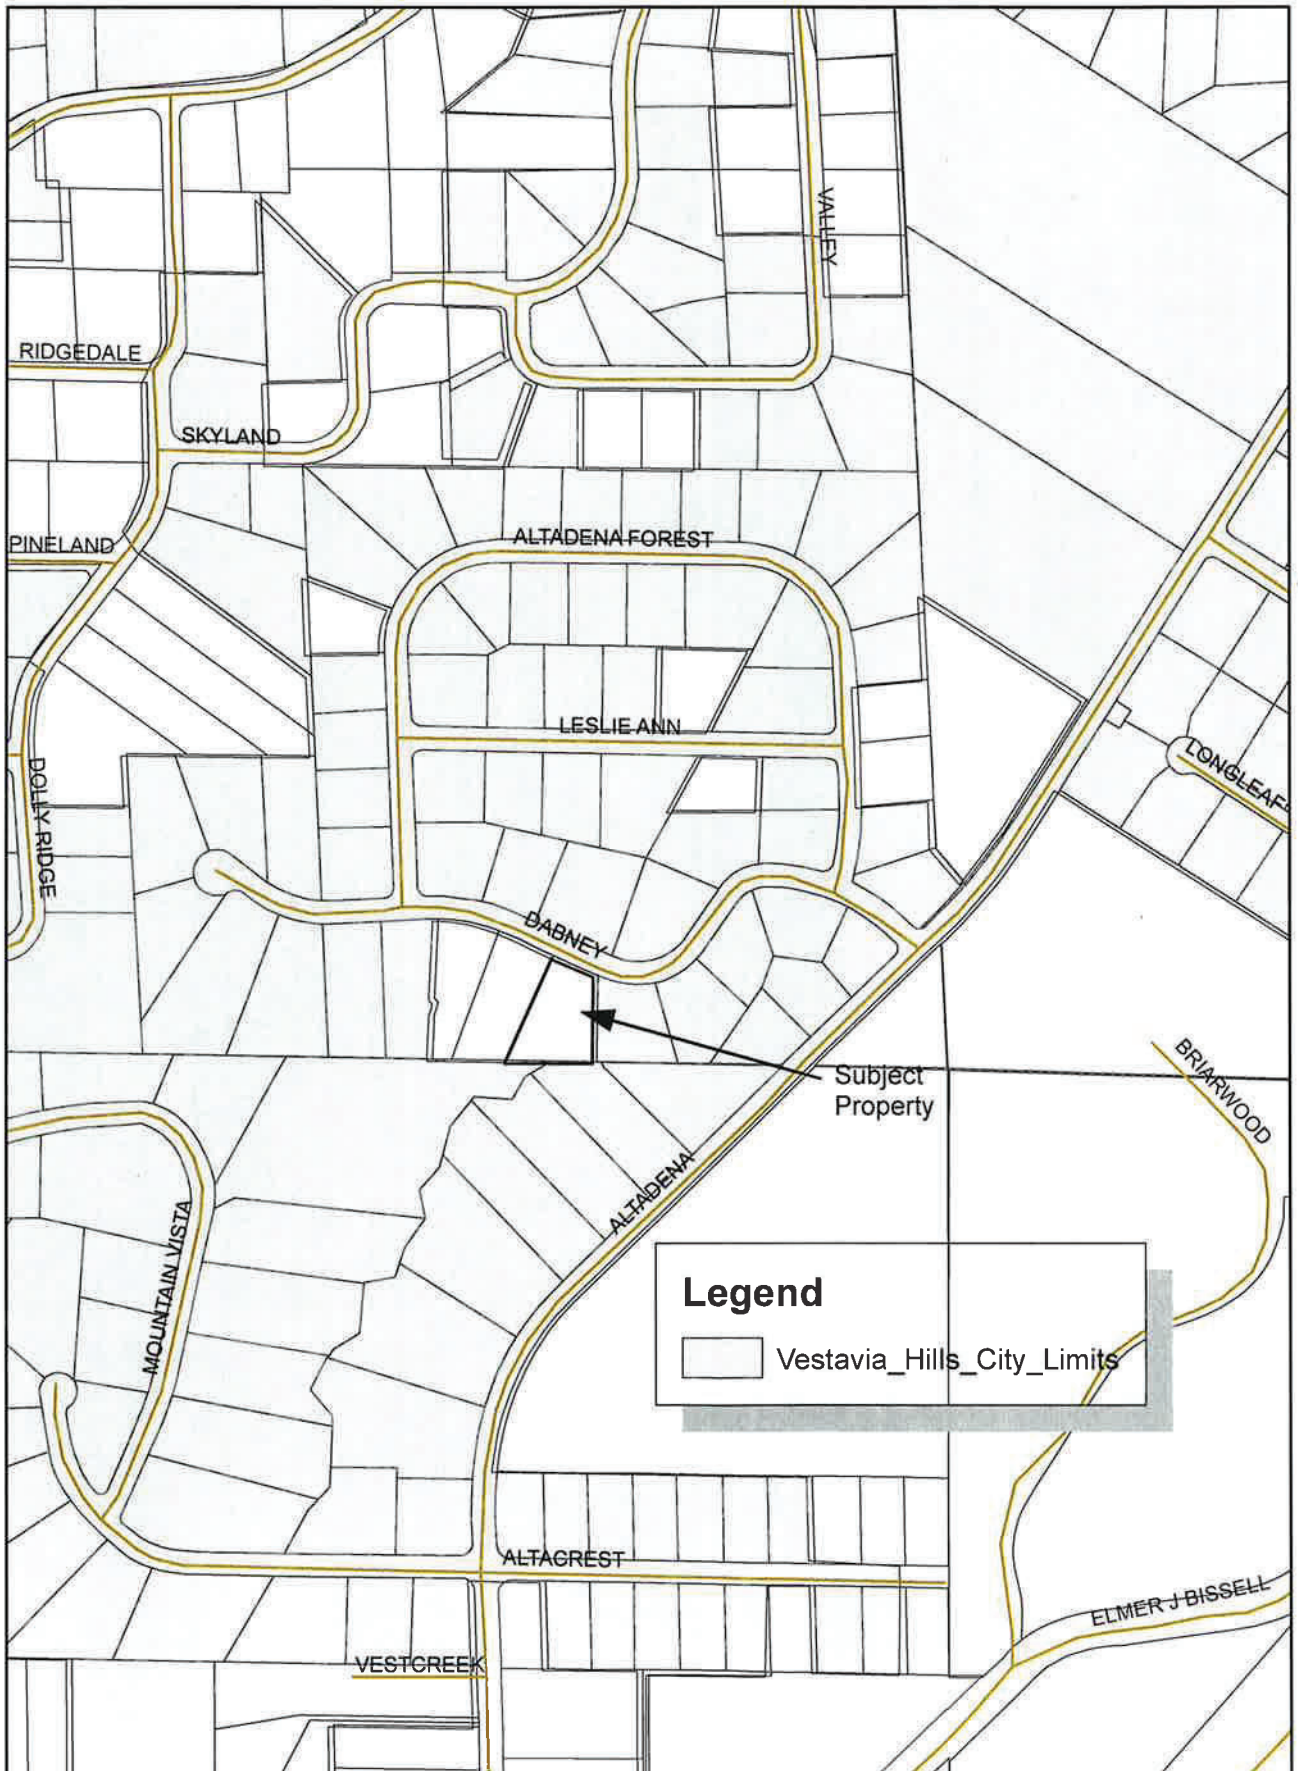 VALLEY
RIDGEDALE
SKYLAND
PINELAND
ALTADENA FOREST
LESLIE ANN
LONGLEAF
DOLLY RIDGE
DABNEY
Subject
Property
BRIARWOOD
ALTADENA
MOUNTAIN VISTA
Legend
Vestavia_Hills_City_Limits
ALTACREST
ELMER J BISSELL
VESTCREEK